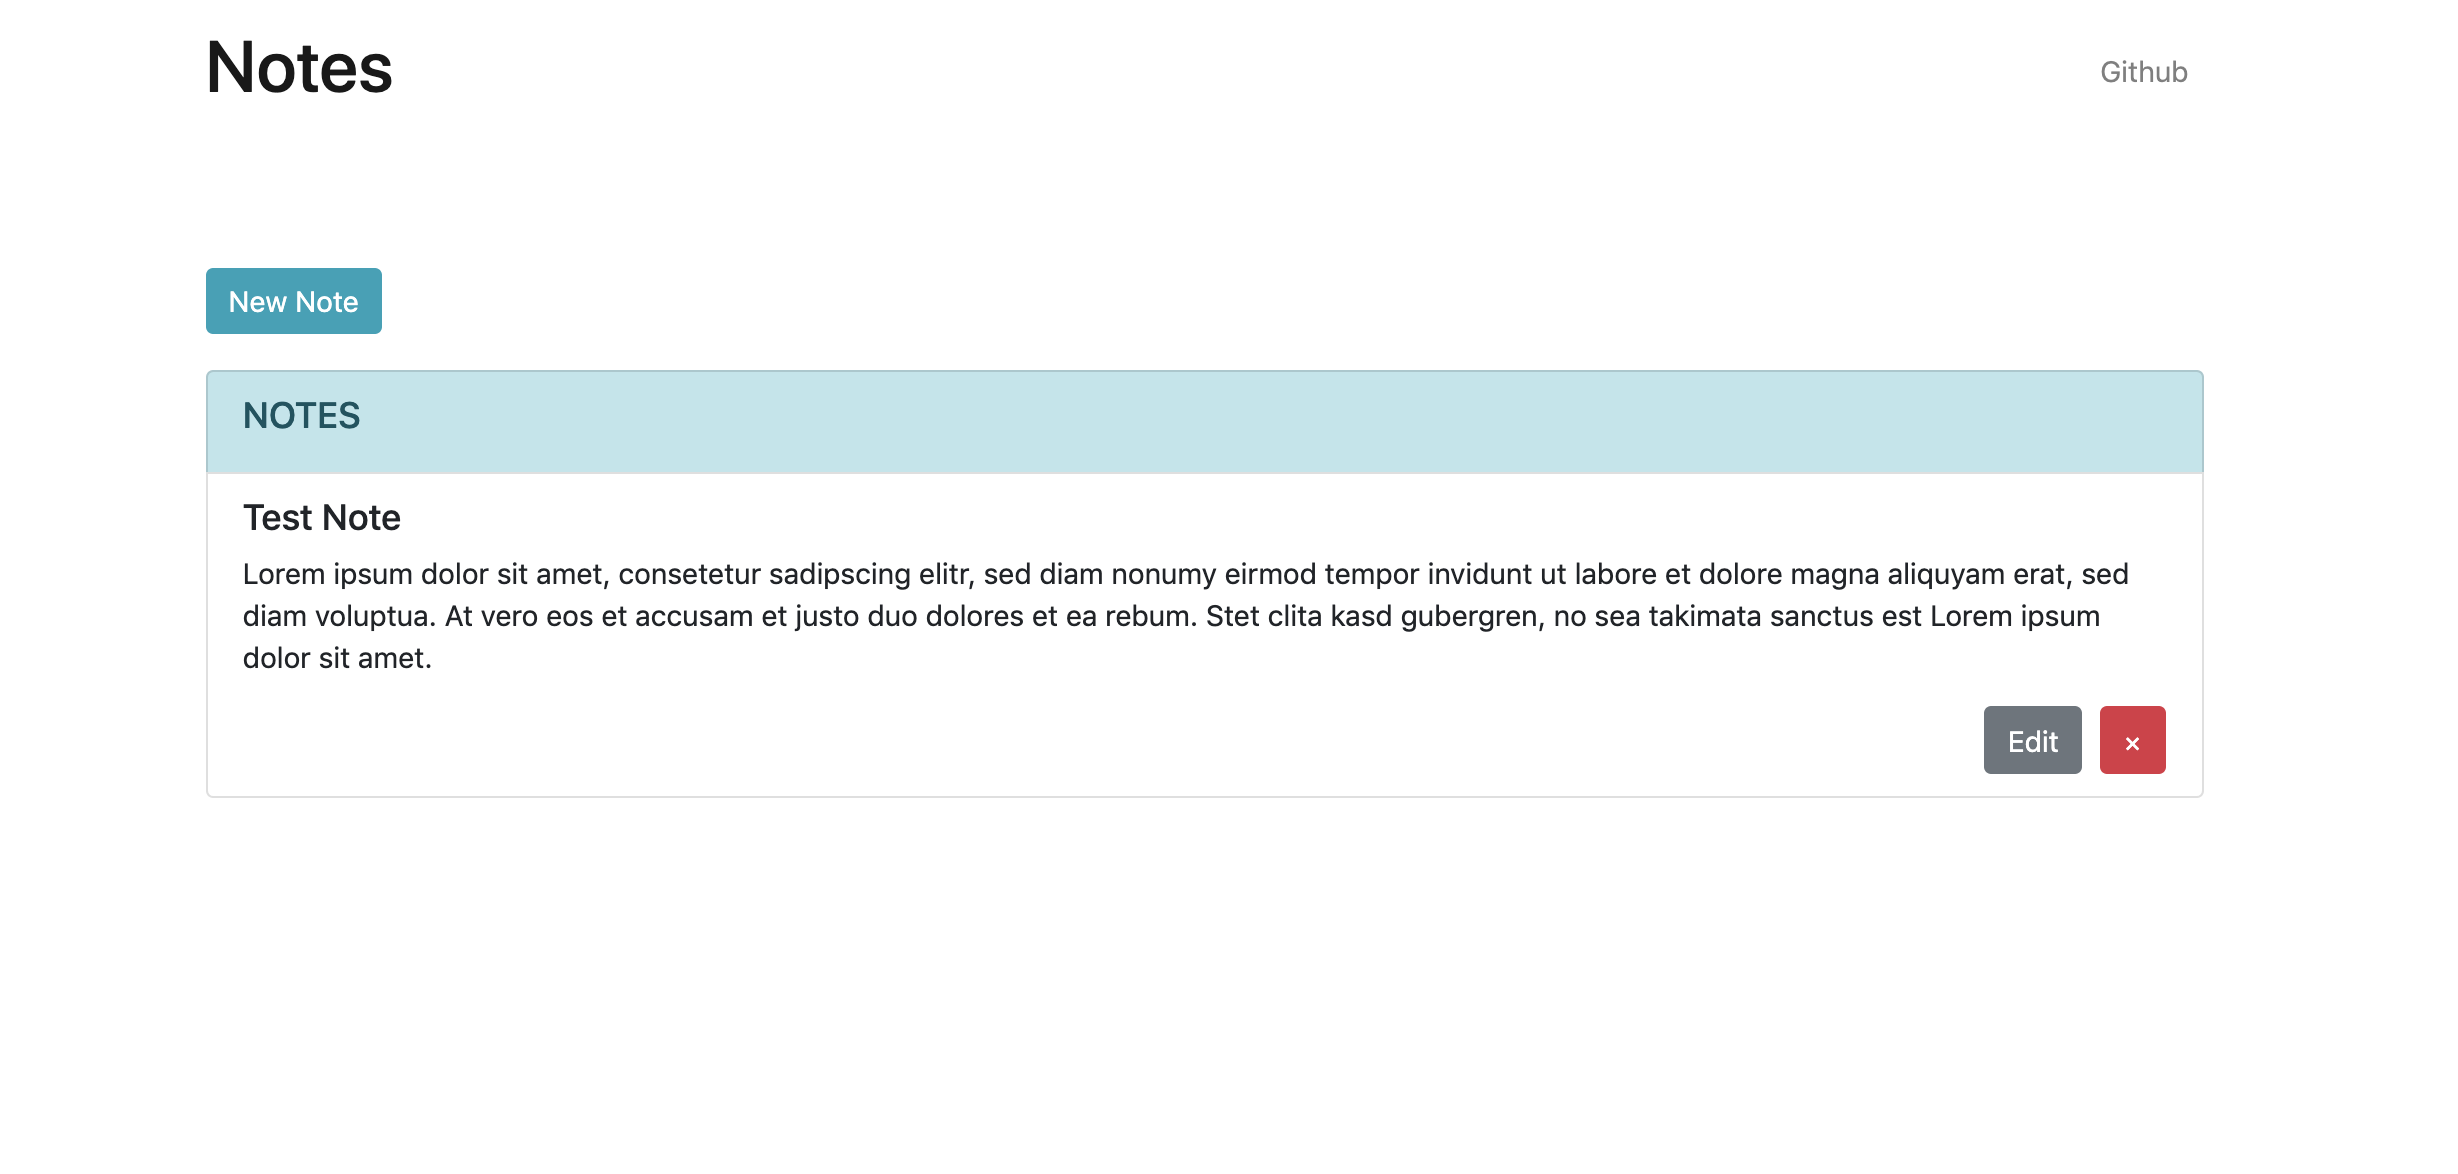 Notes
Github
New Note
NOTES
Test Note
Lorem ipsum dolor sit amet, consetetur sadipscing elitr, sed diam nonumy eirmod tempor invidunt ut labore et dolore magna aliquyam erat, sed
diam voluptua. At vero eos et accusam et justo duo dolores et ea rebum. Stet clita kasd gubergren, no sea takimata sanctus est Lorem ipsum
dolor sit amet.
Edit
×